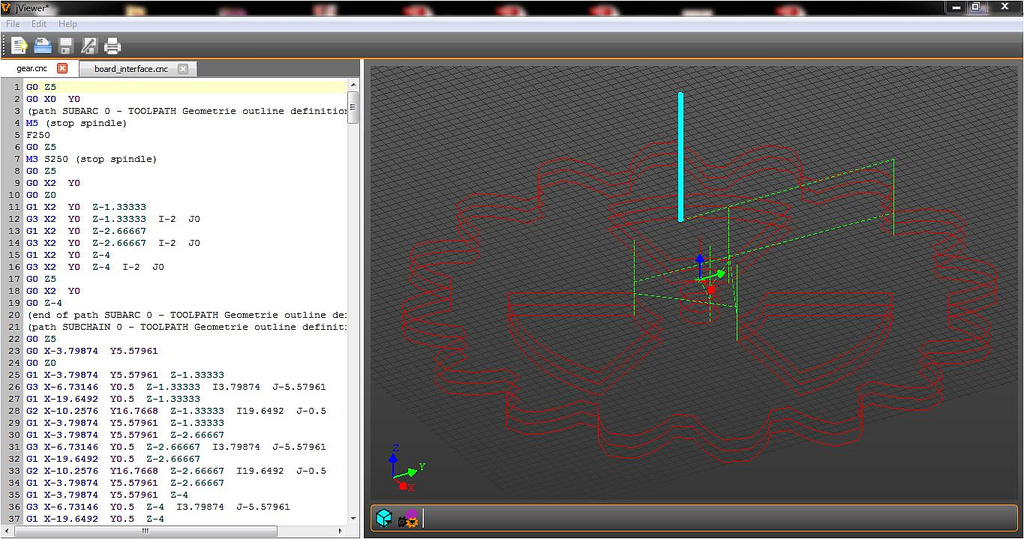 jViewer*
File Edit Help
gear.cnc board_interface.cnc
1 G0 Z5
2 G0 X0 Y0
3 (path SUBARC 0 - TOOLPATH Geometrie outline definition
4 M5 (stop spindle)
5 F250
6 G0 Z5
7 M3 S250 (stop spindle)
8 G0 Z5
9 G0 X2 Y0
10 G0 Z0
11 G1 X2 Y0 Z-1.33333
12 G3 X2 Y0 Z-1.33333 I-2 J0
13 G1 X2 Y0 Z-2.66667
14 G3 X2 Y0 Z-2.66667 I-2 J0
15 G1 X2 Y0 Z-4
16 G3 X2 Y0 Z-4 I-2 J0
17 G0 Z5
18 G0 X2 Y0
19 G0 Z-4
20 (end of path SUBARC 0 - TOOLPATH Geometrie outline de
21 (path SUBCHAIN 0 - TOOLPATH Geometrie outline definit
22 G0 Z5
23 G0 X-3.79874 Y5.57961
24 G0 Z0
25 G1 X-3.79874 Y5.57961 Z-1.33333
26 G3 X-6.73146 Y0.5 Z-1.33333 I3.79874 J-5.57961
27 G1 X-19.6492 Y0.5 Z-1.33333
28 G2 X-10.2576 Y16.7668 Z-1.33333 I19.6492 J-0.5
29 G1 X-3.79874 Y5.57961 Z-1.33333
30 G1 X-3.79874 Y5.57961 Z-2.66667
31 G3 X-6.73146 Y0.5 Z-2.66667 I3.79874 J-5.57961
32 G1 X-19.6492 Y0.5 Z-2.66667
33 G2 X-10.2576 Y16.7668 Z-2.66667 I19.6492 J-0.5
34 G1 X-3.79874 Y5.57961 Z-2.66667
35 G1 X-3.79874 Y5.57961 Z-4
36 G3 X-6.73146 Y0.5 Z-4 I3.79874 J-5.57961
37 G1 X-19.6492 Y0.5 Z-4
Z
Y
X